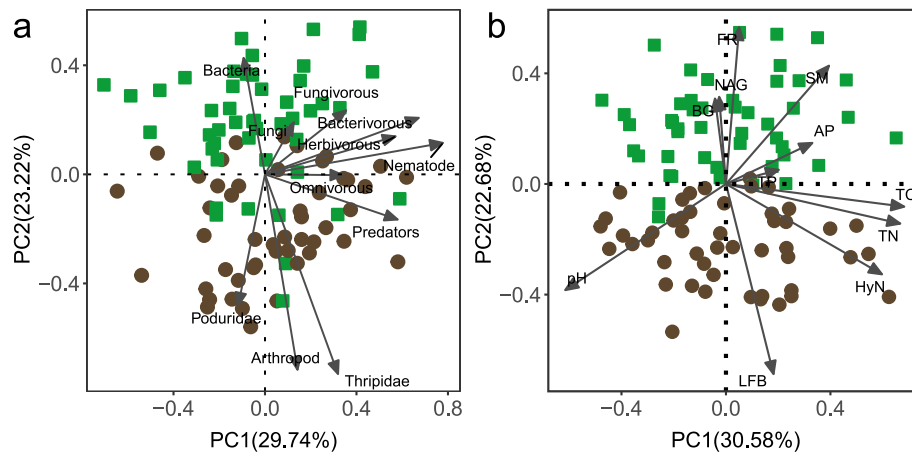 a
b
PC2(23.22%)
0.4
0.0
−0.4
Bacteria
Fungivorous
Bacterivorous
Fungi
Herbivorous
Nematode
Omnivorous
Predators
Poduridae
Arthropod
Thripidae
−0.4
0.0
0.4
0.8
PC1(29.74%)
PC2(22.68%)
0.4
0.0
−0.4
FR
SM
NAG
BG
AP
TP
TC
TN
pH
HyN
LFB
−0.4
0.0
0.4
PC1(30.58%)